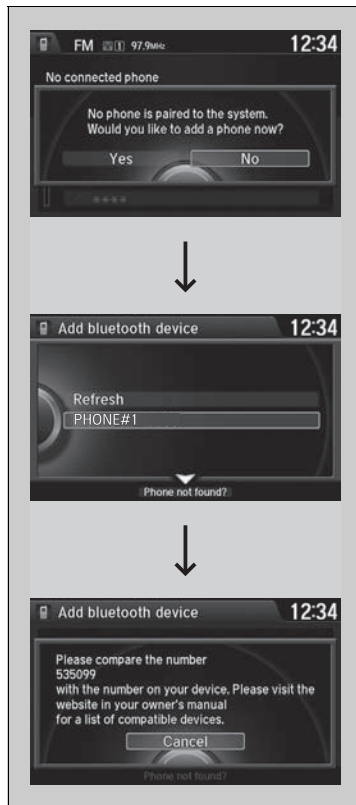 FM 1 97.9MHz 12:34
No connected phone
No phone is paired to the system.
Would you like to add a phone now?
Yes No
Add bluetooth device 12:34
Refresh
PHONE#1
Phone not found?
Add bluetooth device 12:34
Please compare the number
535099
with the number on your device. Please visit the
website in your owner's manual
for a list of compatible devices.
Cancel
Phone not found?